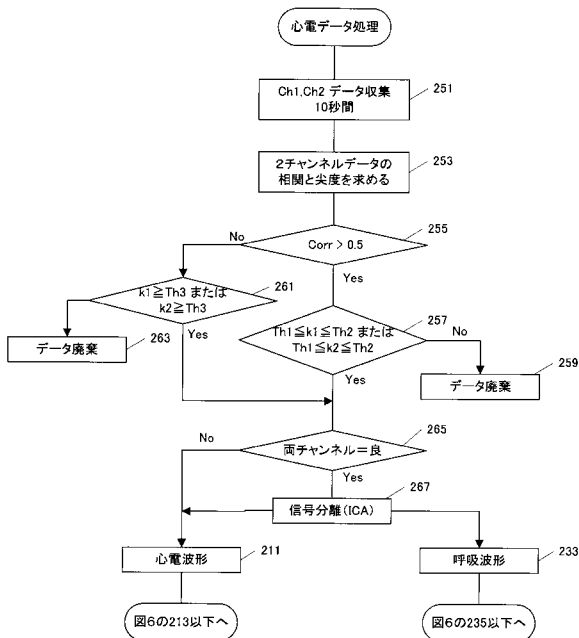 心電データ処理
Ch1,Ch2 データ収集
10秒間
251
2チャンネルデータの
相関と尖度を求める
253
Corr > 0.5
255
No
Yes
k1≧Th3 または
k2≧Th3
261
Th1≦k1≦Th2 または
Th1≦k2≦Th2
257
No
データ廃棄
263
Yes
Yes
データ廃棄
259
両チャンネル＝良
265
No
Yes
信号分離(ICA)
267
心電波形
211
呼吸波形
233
図6の213以下へ
図6の235以下へ